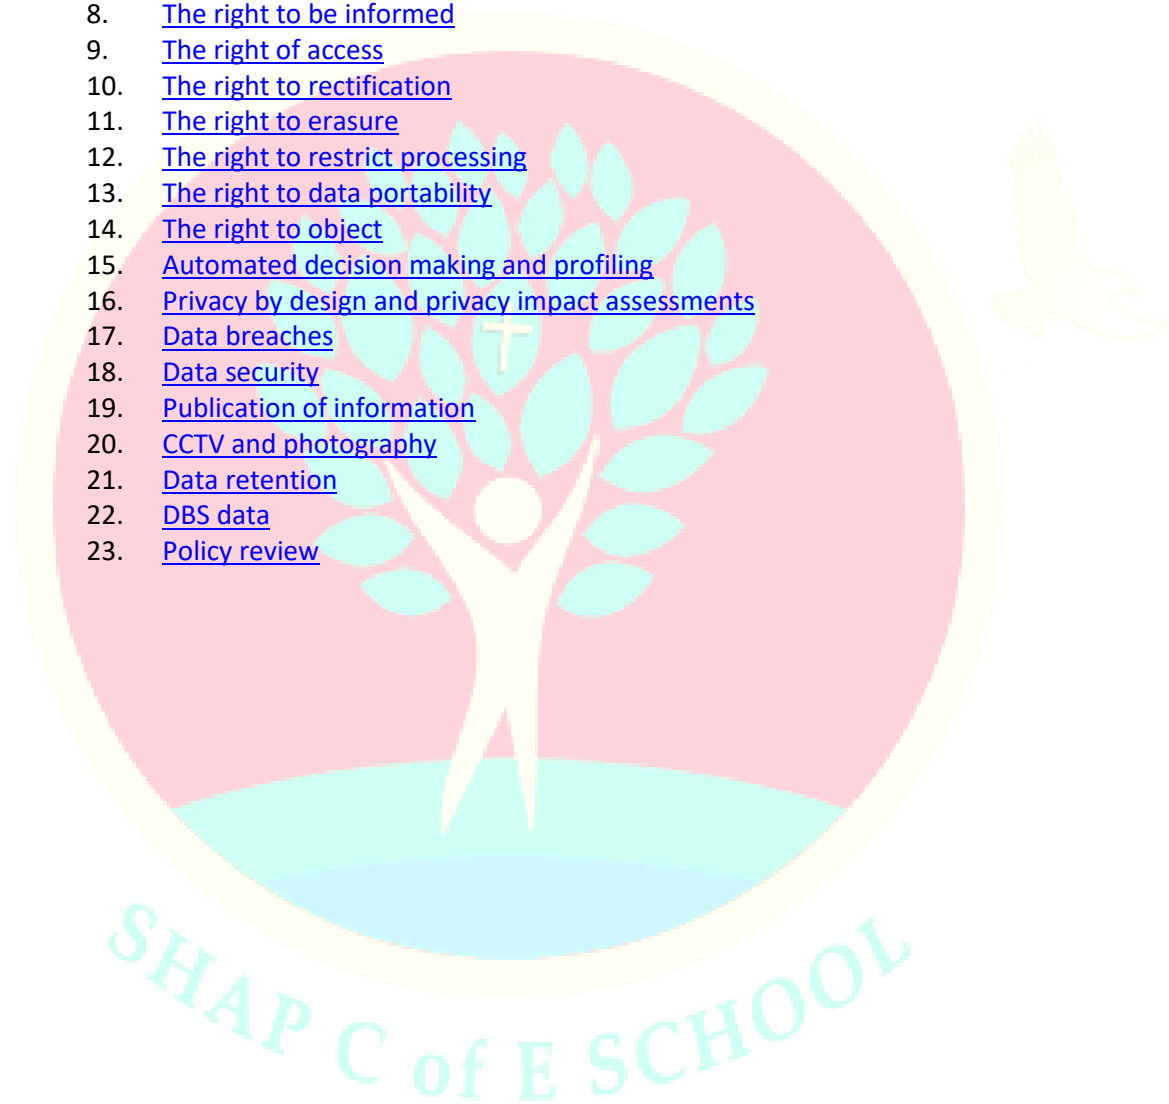 8. The right to be informed
9. The right of access
10. The right to rectification
11. The right to erasure
12. The right to restrict processing
13. The right to data portability
14. The right to object
15. Automated decision making and profiling
16. Privacy by design and privacy impact assessments
17. Data breaches
18. Data security
19. Publication of information
20. CCTV and photography
21. Data retention
22. DBS data
23. Policy review
SHAP C of E SCHOOL